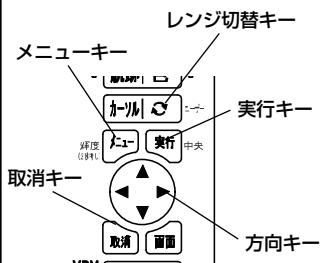 レンジ切替キー
メニューキー
航跡
カーソル
実行キー
輝度
メニュー
実行
中央
取消キー
取消
画面
方向キー